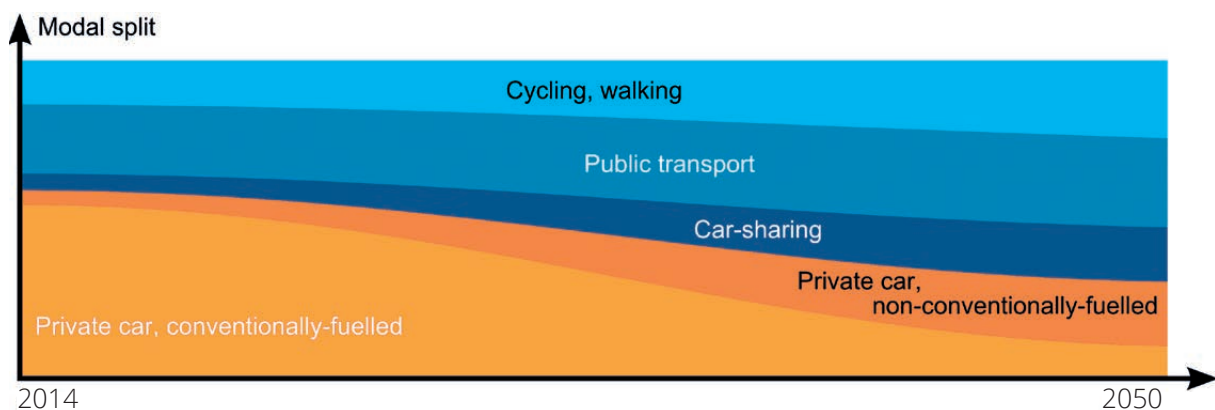 Modal split
Cycling, walking
Public transport
Car-sharing
Private car,
non-conventionally-fuelled
Private car, conventionally-fuelled
2014
2050